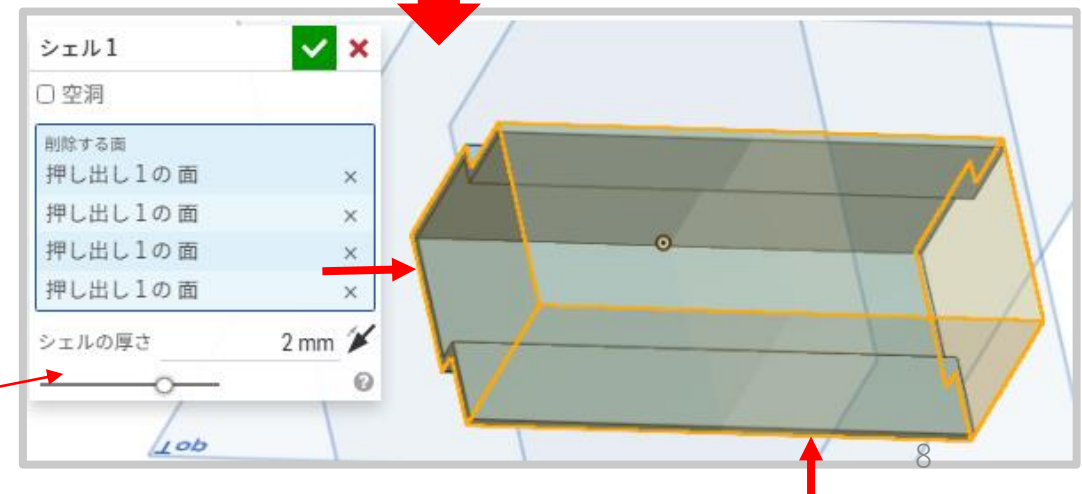 シェル 1
空洞
削除する面
押し出し 1 の 面
押し出し 1 の 面
押し出し 1 の 面
押し出し 1 の 面
シェルの厚さ 2 mm
Top
8